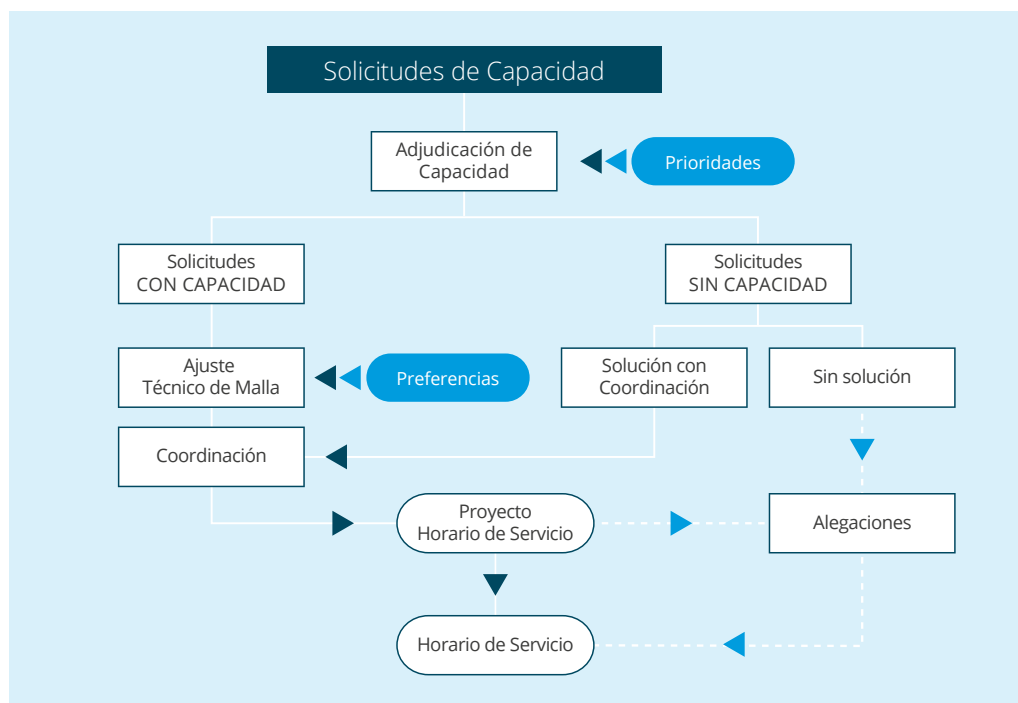 Solicitudes de Capacidad
Adjudicación de
Capacidad
Prioridades
Solicitudes
CON CAPACIDAD
Solicitudes
SIN CAPACIDAD
Ajuste
Técnico de Malla
Preferencias
Solución con
Coordinación
Sin solución
Coordinación
Proyecto
Horario de Servicio
Alegaciones
Horario de Servicio